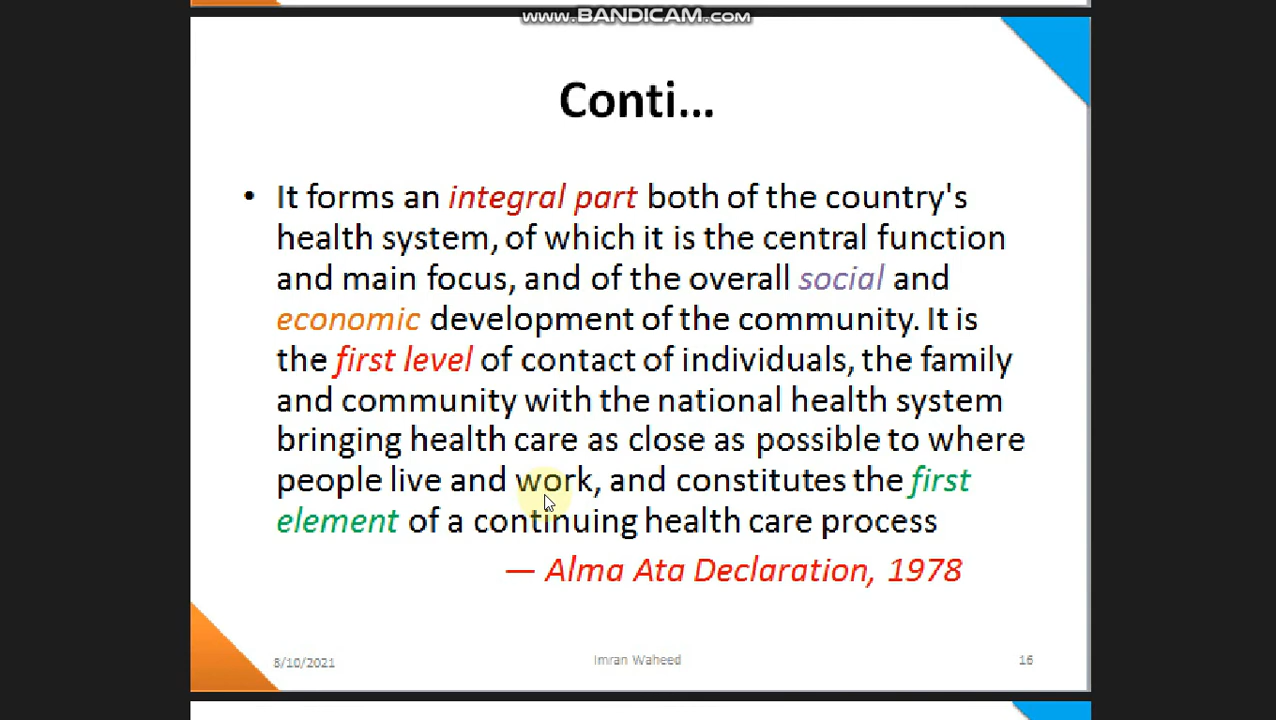 www.BANDICAM.com
Conti...
• It forms an integral part both of the country's
health system, of which it is the central function
and main focus, and of the overall social and
economic development of the community. It is
the first level of contact of individuals, the family
and community with the national health system
bringing health care as close as possible to where
people live and work, and constitutes the first
element of a continuing health care process
— Alma Ata Declaration, 1978
8/10/2021
Imran Waheed
16